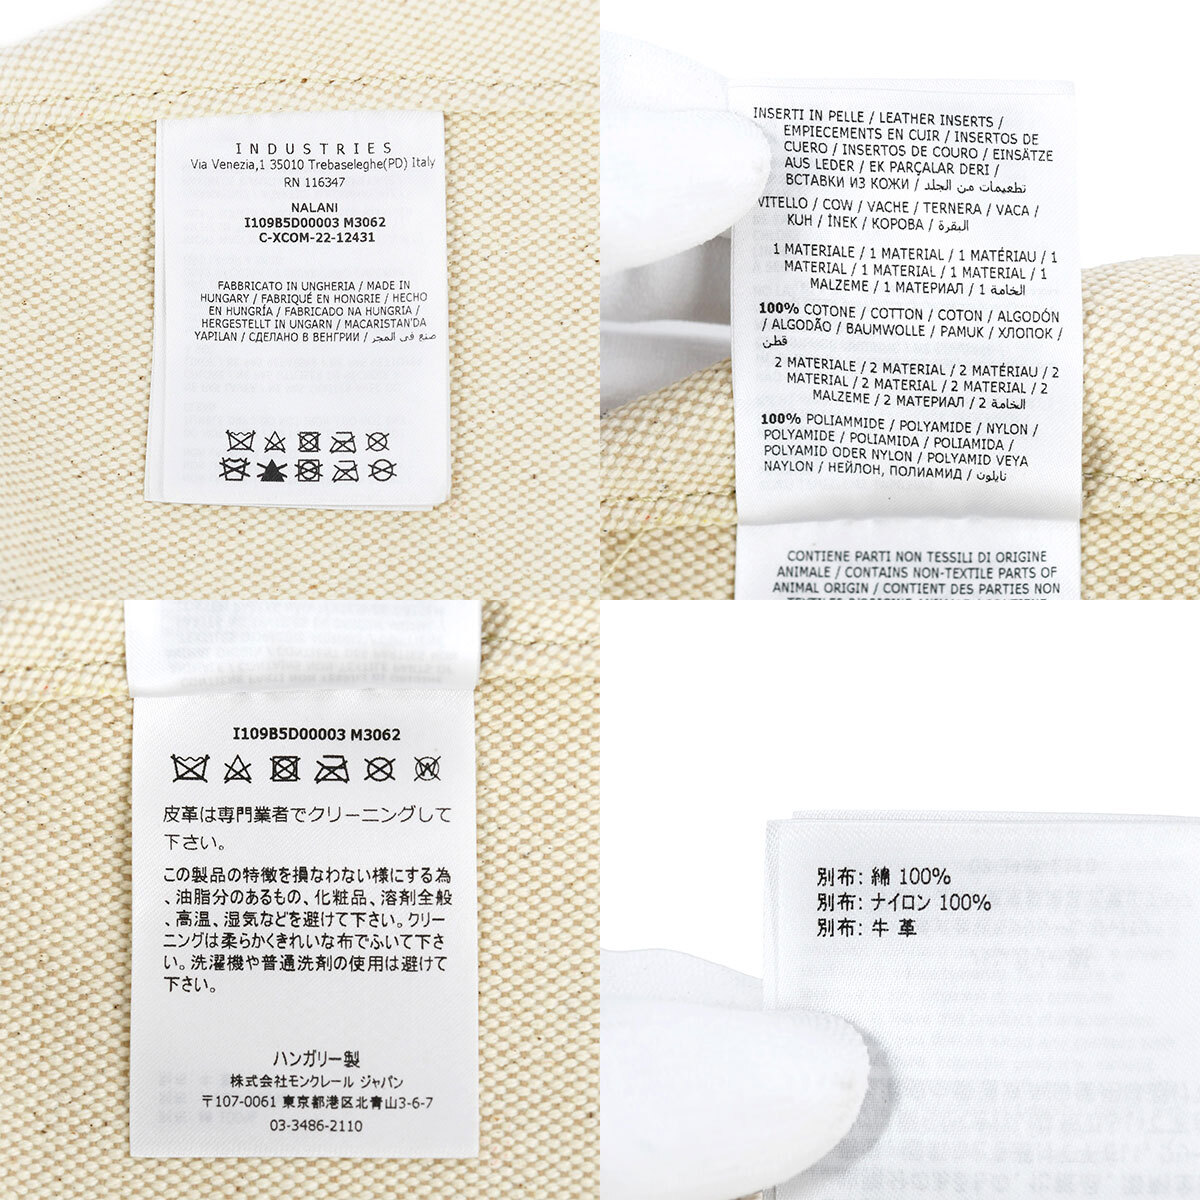 INDUSTRIES
Via Venezia,1 35010 Trebaseleghe(PD) Italy
RN 116347
NALANI
I109B5D00003 M3062
C-XCOM-22-12431
FABBRICATO IN UNGHERIA / MADE IN
HUNGARY / FABRIQUÉ EN HONGRIE / HECHO
EN HUNGRÍA / FABRICADO NA HUNGRIA /
HERGESTELLT IN UNGARN / MACARISTAN'DA
YAPILAN / СДЕЛАНО В ВЕНГРИИ / صنع في المجر
INSERTI IN PELLE / LEATHER INSERTS /
EMPIECEMENTS EN CUIR / INSERTOS DE
CUERO / INSERTOS DE COURO / EINSÄTZE
AUS LEDER / EK PARÇALAR DERI /
ВСТАВКИ ИЗ КОЖИ / تطعيمات من الجلد
VITELLO / COW / VACHE / TERNERA / VACA /
KUH / İNEK / КОРОВА / البقرة
1 MATERIALE / 1 MATERIAL / 1 MATÉRIAU / 1
MATERIAL / 1 MATERIAL / 1 MATERIAL / 1
MALZEME / 1 МАТЕРИАЛ / 1 الخامة
100% COTONE / COTTON / COTON / ALGODÓN
/ ALGODÃO / BAUMWOLLE / PAMUK / ХЛОПОК /
قطن
2 MATERIALE / 2 MATERIAL / 2 MATÉRIAU / 2
MATERIAL / 2 MATERIAL / 2 MATERIAL / 2
MALZEME / 2 МАТЕРИАЛ / 2 الخامة
100% POLIAMMIDE / POLYAMIDE / NYLON /
POLYAMIDE / POLIAMIDA / POLIAMIDA /
POLYAMID ODER NYLON / POLYAMID VEYA
NAYLON / НЕЙЛОН, ПОЛИАМИД / نايلون
CONTIENE PARTI NON TESSILI DI ORIGINE
ANIMALE / CONTAINS NON-TEXTILE PARTS OF
ANIMAL ORIGIN / CONTIENT DES PARTIES NON
I109B5D00003 M3062
皮革は専門業者でクリーニングして
下さい。
この製品の特徴を損なわない様にする為
、油脂分のあるもの、化粧品、溶剤全般
、高温、湿気などを避けて下さい。クリー
ニングは柔らかくきれいな布でふいて下さ
い。洗濯機や普通洗剤の使用は避けて
下さい。
ハンガリー製
株式会社モンクレール ジャパン
〒107-0061 東京都港区北青山3-6-7
03-3486-2110
別布: 綿 100%
別布: ナイロン 100%
別布: 牛 革